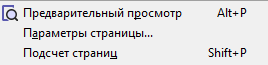 Предварительный просмотр Alt+P
Параметры страницы...
Подсчет страниц Shift+P